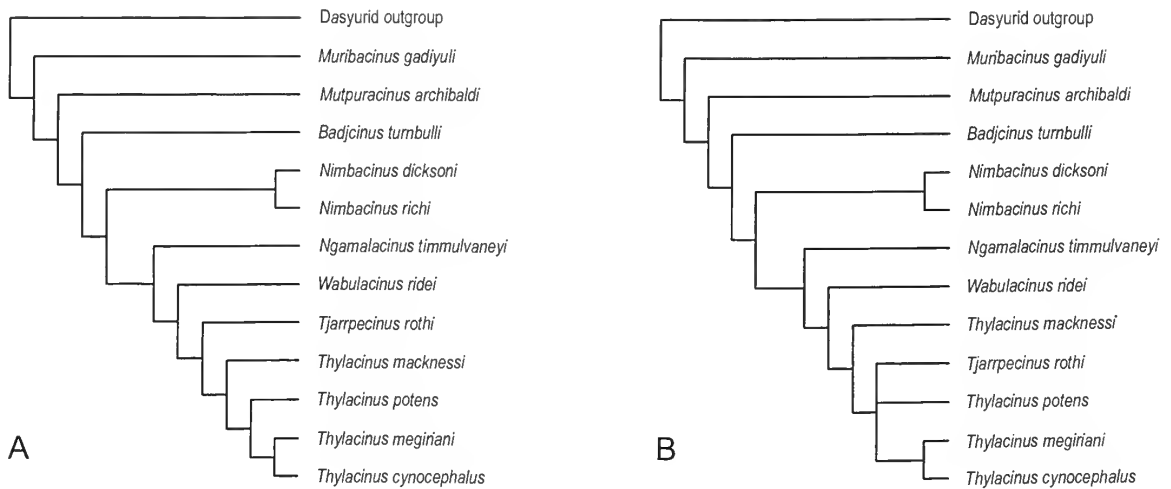 Dasyurid outgroup
Muribacinus gadiyuli
Mutpuracinus archibaldi
Badjcinus turnbulli
Nimbacinus dicksoni
Nimbacinus richi
Ngamalacinus timmulvaneyi
Wabulacinus ridei
Tjarrpecinus rothi
Thylacinus macknessi
Thylacinus potens
Thylacinus megiriani
Thylacinus cynocephalus
A
Dasyurid outgroup
Muribacinus gadiyuli
Mutpuracinus archibaldi
Badjcinus turnbulli
Nimbacinus dicksoni
Nimbacinus richi
Ngamalacinus timmulvaneyi
Wabulacinus ridei
Thylacinus macknessi
Tjarrpecinus rothi
Thylacinus potens
Thylacinus megiriani
Thylacinus cynocephalus
B